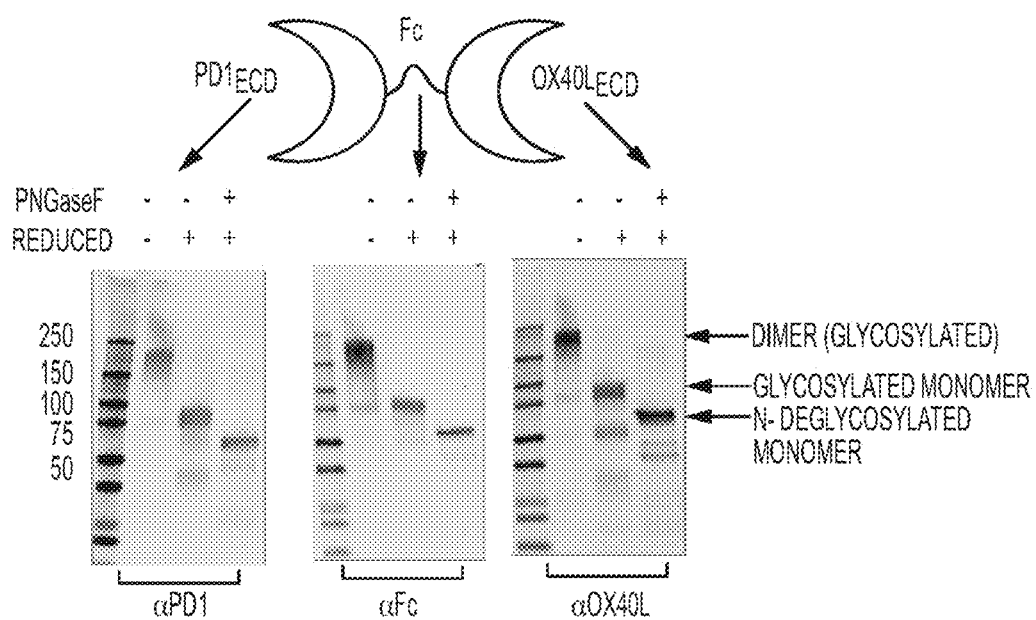 Fc
PD1ECD
OX40LECD
PNGaseF - - + - - + - - +
REDUCED - + + - + + - + +
250
150
100
75
50
DIMER (GLYCOSYLATED)
GLYCOSYLATED MONOMER
N- DEGLYCOSYLATED
MONOMER
αPD1
αFc
αOX40L